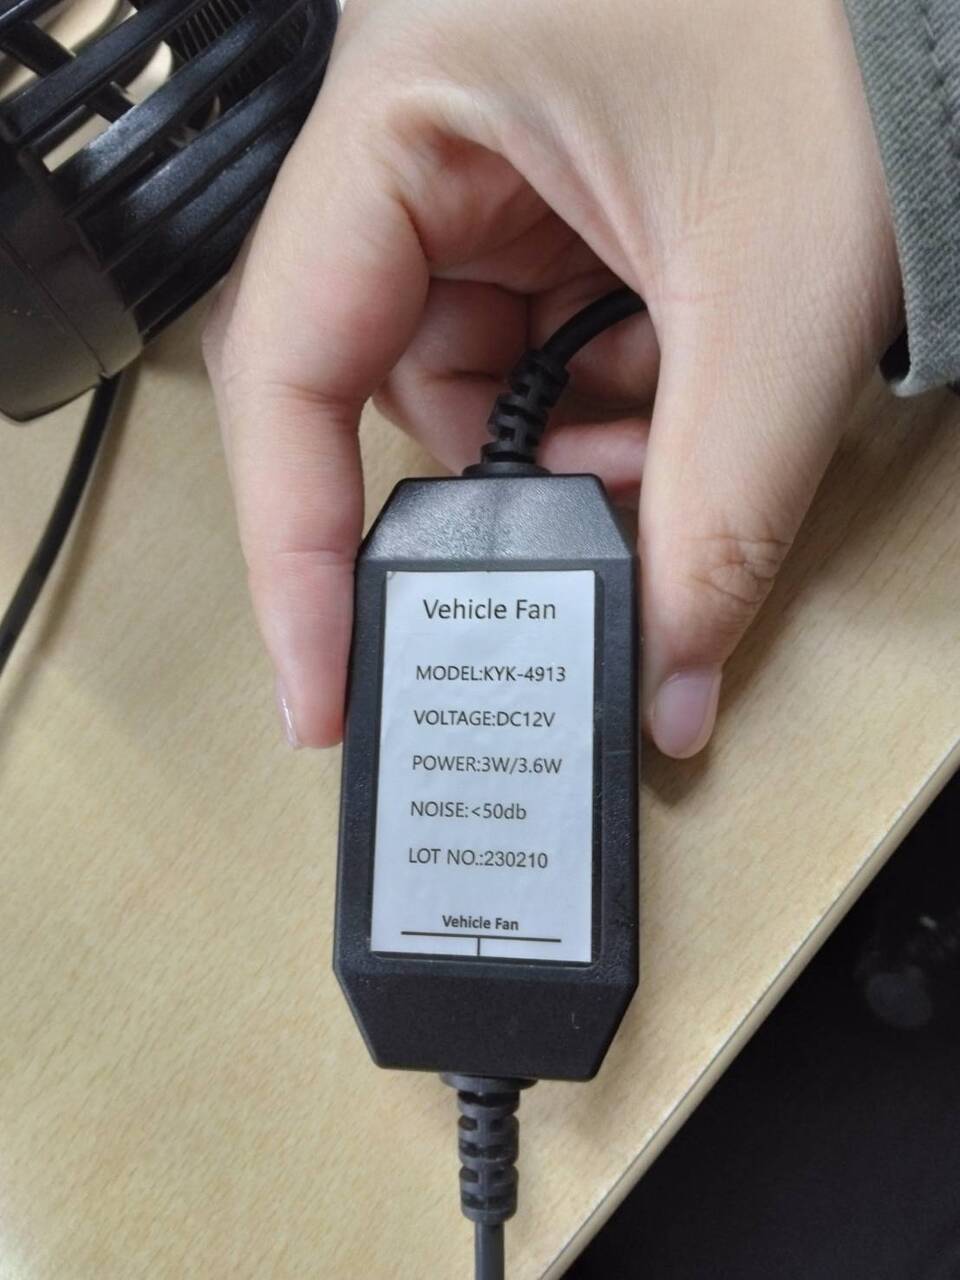 Vehicle Fan
MODEL:KYK-4913
VOLTAGE:DC12V
POWER:3W/3.6W
NOISE:<50db
LOT NO.:230210
Vehicle Fan